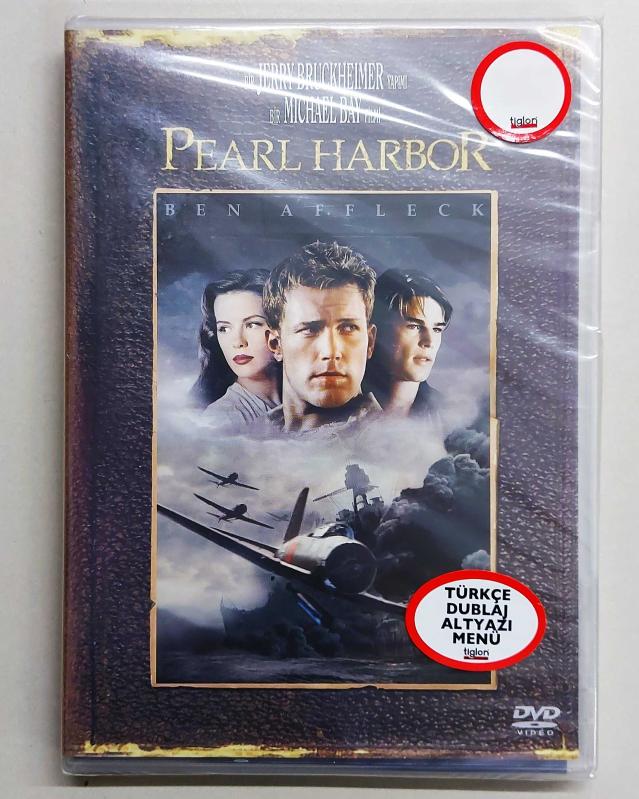 BİR JERRY BRUCKHEIMER YAPIMI
BİR MICHAEL BAY FİLMİ
PEARL HARBOR
BEN AFFLECK
tiglon
TÜRKÇE
DUBLAJ
ALTYAZI
MENÜ
tiglon
DVD
VIDEO